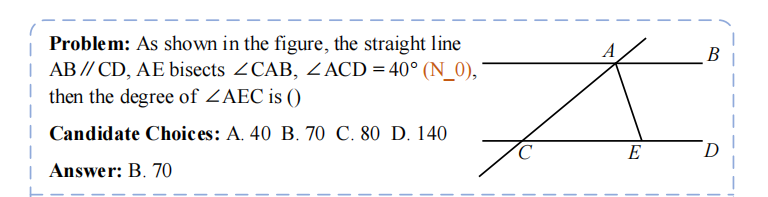 Problem: As shown in the figure, the straight line
AB∥CD, AE bisects ∠CAB, ∠ACD = 40° (N_0),
then the degree of ∠AEC is ()
Candidate Choices: A. 40 B. 70 C. 80 D. 140
Answer: B. 70
A
B
C
E
D